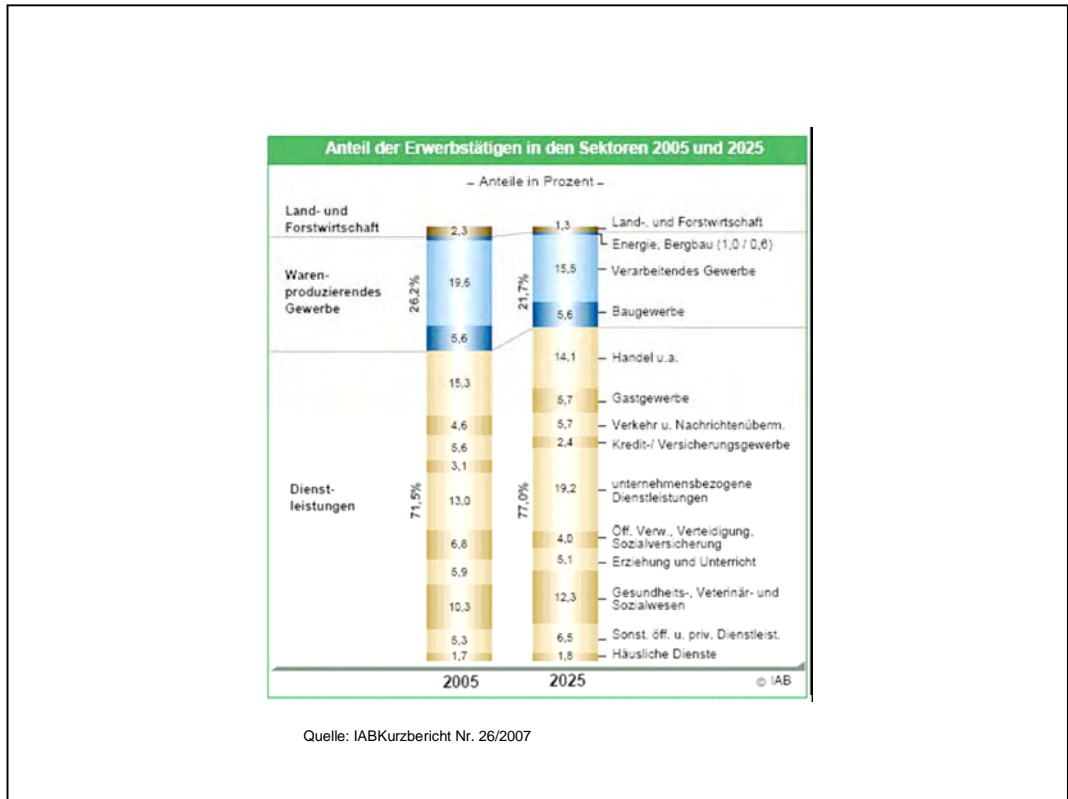 Anteil der Erwerbstätigen in den Sektoren 2005 und 2025
– Anteile in Prozent –
Land- und
Forstwirtschaft
Waren-
produzierendes
Gewerbe
Dienst-
leistungen
26,2%
71,5%
2,3
19,6
5,6
15,3
4,6
5,6
3,1
13,0
6,8
5,9
10,3
5,3
1,7
2005
21,7%
77,0%
1,3
15,5
5,6
14,1
5,7
5,7
2,4
19,2
4,0
5,1
12,3
6,5
1,8
2025
Land-, und Forstwirtschaft
Energie, Bergbau (1,0 / 0,6)
Verarbeitendes Gewerbe
Baugewerbe
Handel u.a.
Gastgewerbe
Verkehr u. Nachrichtenüberm.
Kredit-/ Versicherungsgewerbe
unternehmensbezogene
Dienstleistungen
Öff. Verw., Verteidigung,
Sozialversicherung
Erziehung und Unterricht
Gesundheits-, Veterinär- und
Sozialwesen
Sonst. öff. u. priv. Dienstleist.
Häusliche Dienste
© IAB
Quelle: IABKurzbericht Nr. 26/2007